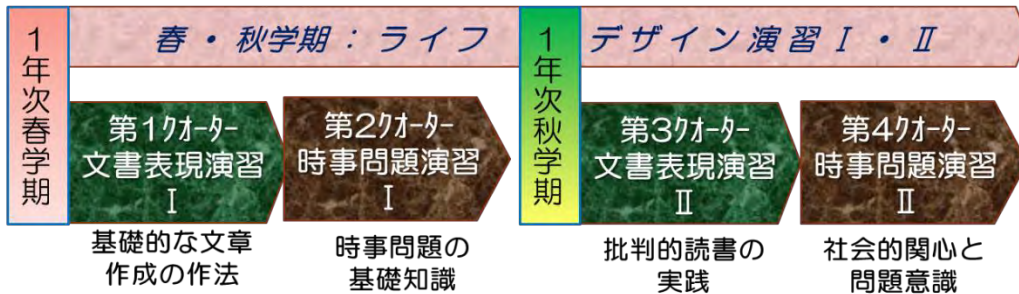 1年次春学期
春・秋学期：ライフ デザイン演習Ⅰ・Ⅱ
第1クオーター
文書表現演習
Ⅰ
基礎的な文章
作成の作法
第2クオーター
時事問題演習
Ⅰ
時事問題の
基礎知識
1年次秋学期
第3クオーター
文書表現演習
Ⅱ
批判的読書の
実践
第4クオーター
時事問題演習
Ⅱ
社会的関心と
問題意識